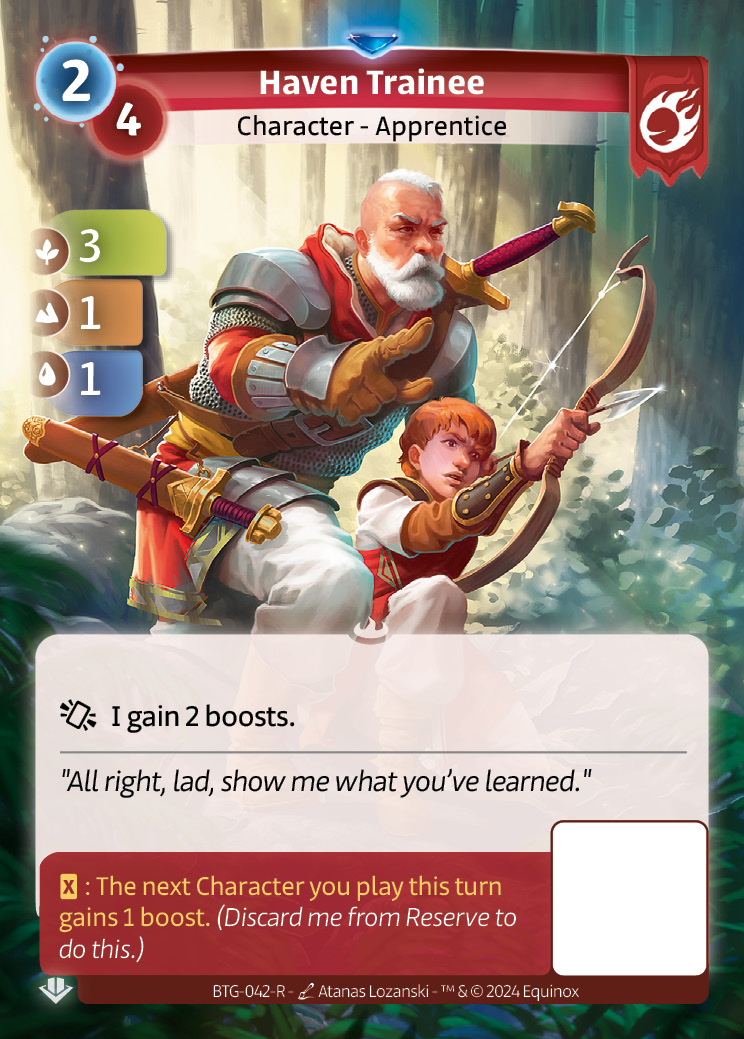 2
Haven Trainee
4
Character - Apprentice
3
1
1
I gain 2 boosts.
"All right, lad, show me what you’ve learned."
X : The next Character you play this turn
gains 1 boost. (Discard me from Reserve to
do this.)
BTG-042-R - Atanas Lozanski - ™ & © 2024 Equinox